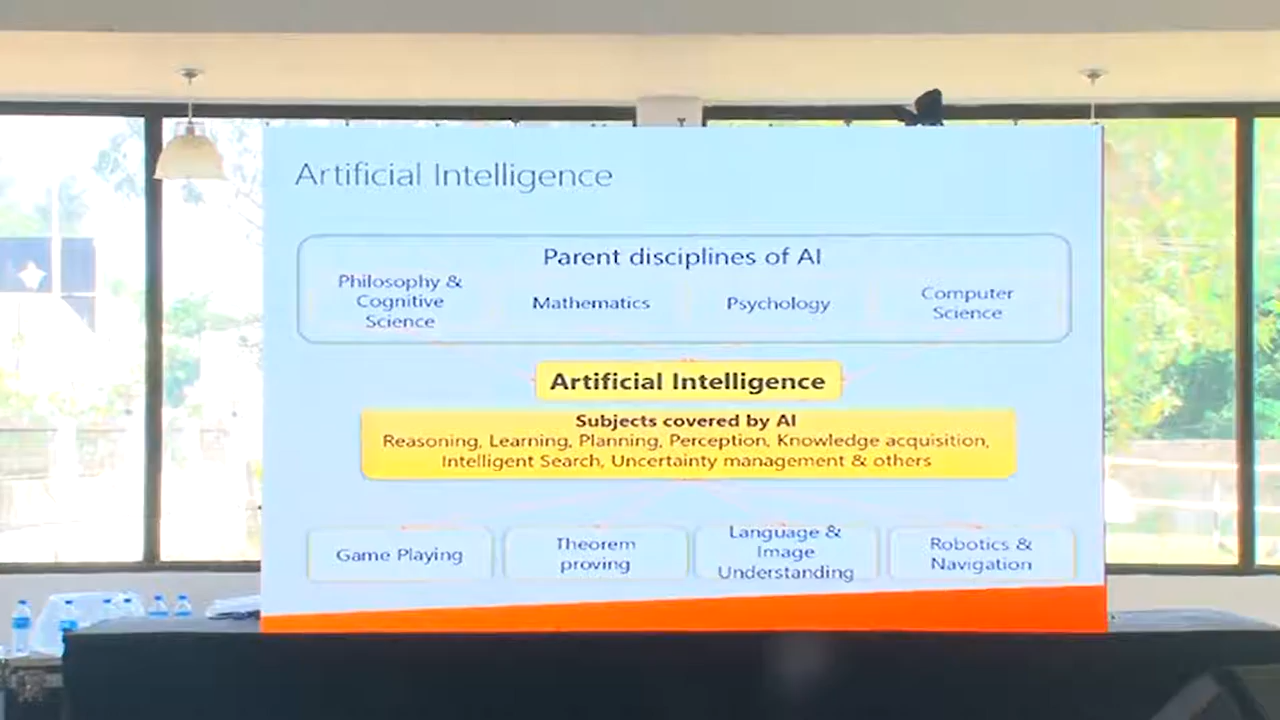 Artificial Intelligence
Parent disciplines of AI
Philosophy &
Cognitive
Science
Mathematics
Psychology
Computer
Science
Artificial Intelligence
Subjects covered by AI
Reasoning, Learning, Planning, Perception, Knowledge acquisition,
Intelligent Search, Uncertainty management & others
Game Playing
Theorem
proving
Language &
Image
Understanding
Robotics &
Navigation